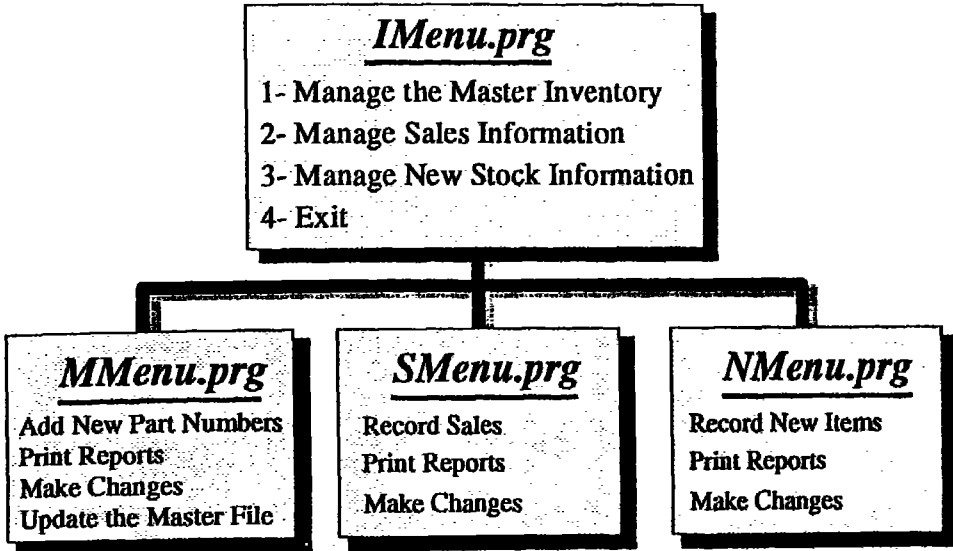 IMenu.prg
1- Manage the Master Inventory
2- Manage Sales Information
3- Manage New Stock Information
4- Exit
MMenu.prg
Add New Part Numbers
Print Reports
Make Changes
Update the Master File
SMenu.prg
Record Sales
Print Reports
Make Changes
NMenu.prg
Record New Items
Print Reports
Make Changes